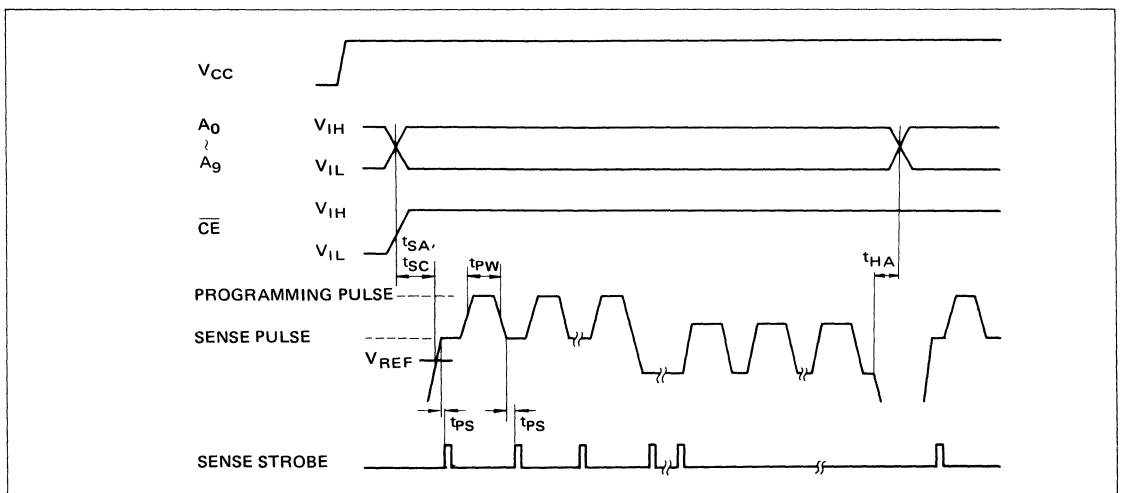 VCC
A0
~
A9
VIH
VIL
CE
VIH
VIL
tSA,
tSC
tPW
tHA
PROGRAMMING PULSE
SENSE PULSE
VREF
tPS
tPS
SENSE STROBE